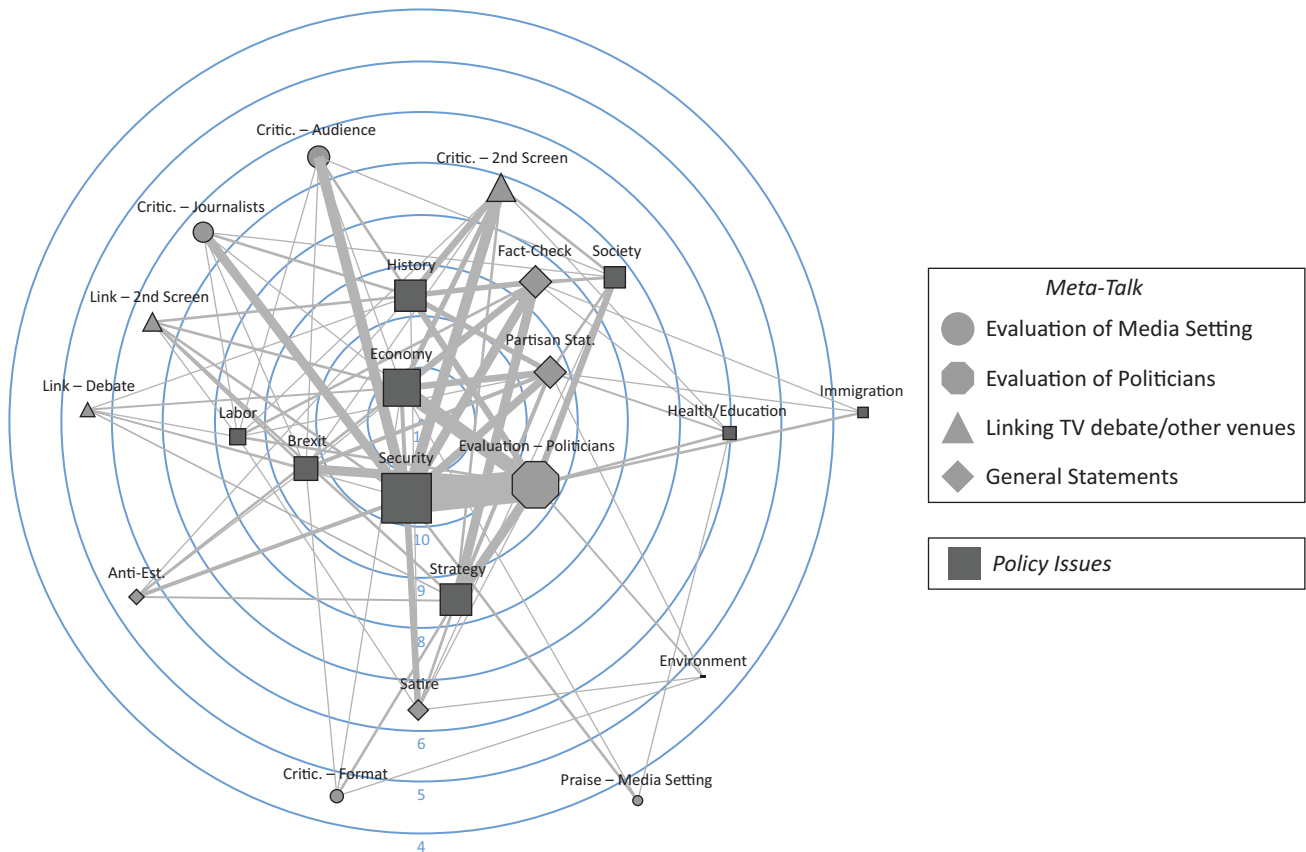 Critic. – Audience
Critic. – 2nd Screen
Critic. – Journalists
Fact-Check
Society
History
Link – 2nd Screen
Partisan Stat.
Economy
Link – Debate
Immigration
Labor
Health/Education
Brexit
1
Evaluation – Politicians
Security
10
Strategy
Anti-Est.
9
8
Environment
Satire
6
Critic. – Format
Praise – Media Setting
5
4
Meta-Talk
Evaluation of Media Setting
Evaluation of Politicians
Linking TV debate/other venues
General Statements
Policy Issues